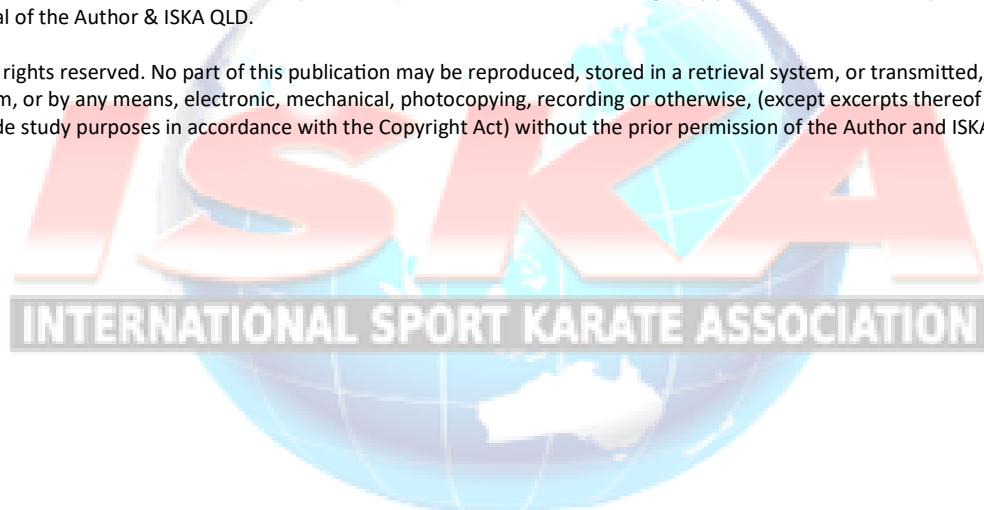 al of the Author & ISKA QLD.
rights reserved. No part of this publication may be reproduced, stored in a retrieval system, or transmitted,
m, or by any means, electronic, mechanical, photocopying, recording or otherwise, (except excerpts thereof
de study purposes in accordance with the Copyright Act) without the prior permission of the Author and ISKA
ISKA
INTERNATIONAL SPORT KARATE ASSOCIATION